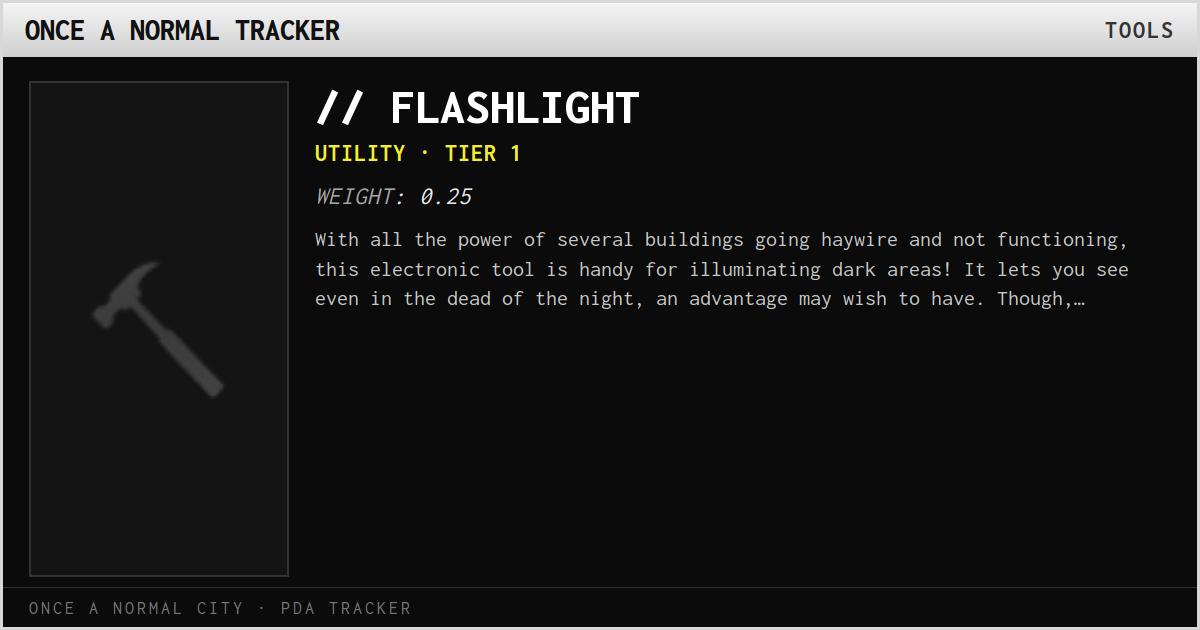 ONCE A NORMAL TRACKER
TOOLS
// FLASHLIGHT
UTILITY · TIER 1
WEIGHT: 0.25
With all the power of several buildings going haywire and not functioning,
this electronic tool is handy for illuminating dark areas! It lets you see
even in the dead of the night, an advantage may wish to have. Though,…
ONCE A NORMAL CITY · PDA TRACKER